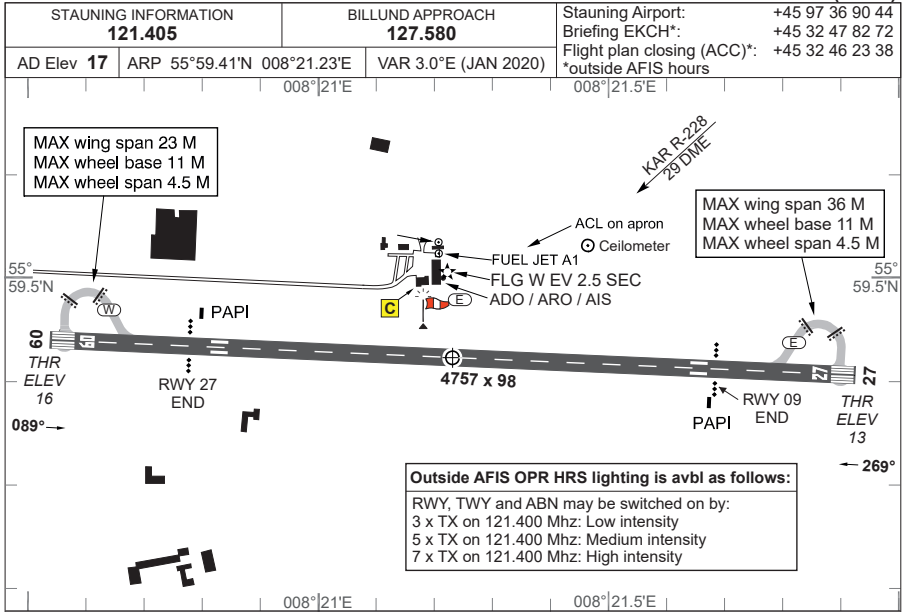 STAUNING INFORMATION
121.405
BILLUND APPROACH
127.580
Stauning Airport: +45 97 36 90 44
Briefing EKCH*: +45 32 47 82 72
Flight plan closing (ACC)*: +45 32 46 23 38
*outside AFIS hours
AD Elev 17
ARP 55°59.41'N 008°21.23'E
VAR 3.0°E (JAN 2020)
008°21'E
008°21.5'E
MAX wing span 23 M
MAX wheel base 11 M
MAX wheel span 4.5 M
KAR R-228
29 DME
MAX wing span 36 M
MAX wheel base 11 M
MAX wheel span 4.5 M
ACL on apron
Ceilometer
FUEL JET A1
FLG W EV 2.5 SEC
ADO / ARO / AIS
C
E
55°
59.5'N
55°
59.5'N
W
PAPI
E
09
09
THR
ELEV
16
RWY 27
END
4757 x 98
27
27
RWY 09
END
PAPI
THR
ELEV
13
089°
269°
Outside AFIS OPR HRS lighting is avbl as follows:
RWY, TWY and ABN may be switched on by:
3 x TX on 121.400 Mhz: Low intensity
5 x TX on 121.400 Mhz: Medium intensity
7 x TX on 121.400 Mhz: High intensity
008°21'E
008°21.5'E